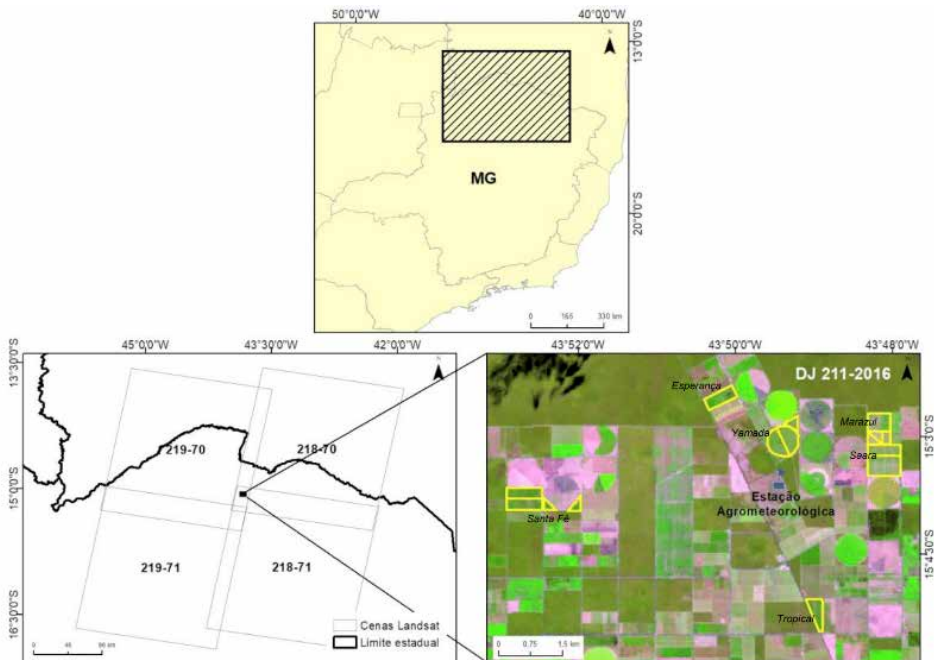 50°0'0"W
40°0'0"W
13°0'0"S
N
MG
20°0'0"S
0 165 330 km
45°0'0"W
43°30'0"W
42°0'0"W
13°30'0"S
N
219-70
218-70
15°0'0"S
219-71
218-71
16°30'0"S
Cenas Landsat
Limite estadual
43°52'0"W
43°50'0"W
43°48'0"W
DJ 211-2016
Esperança
Marazul
Yamada
15°3'0"S
Saara
Estação
Agrometeorológica
Santa Fé
15°4'30"S
Tropical
0 0.75 1.5 km